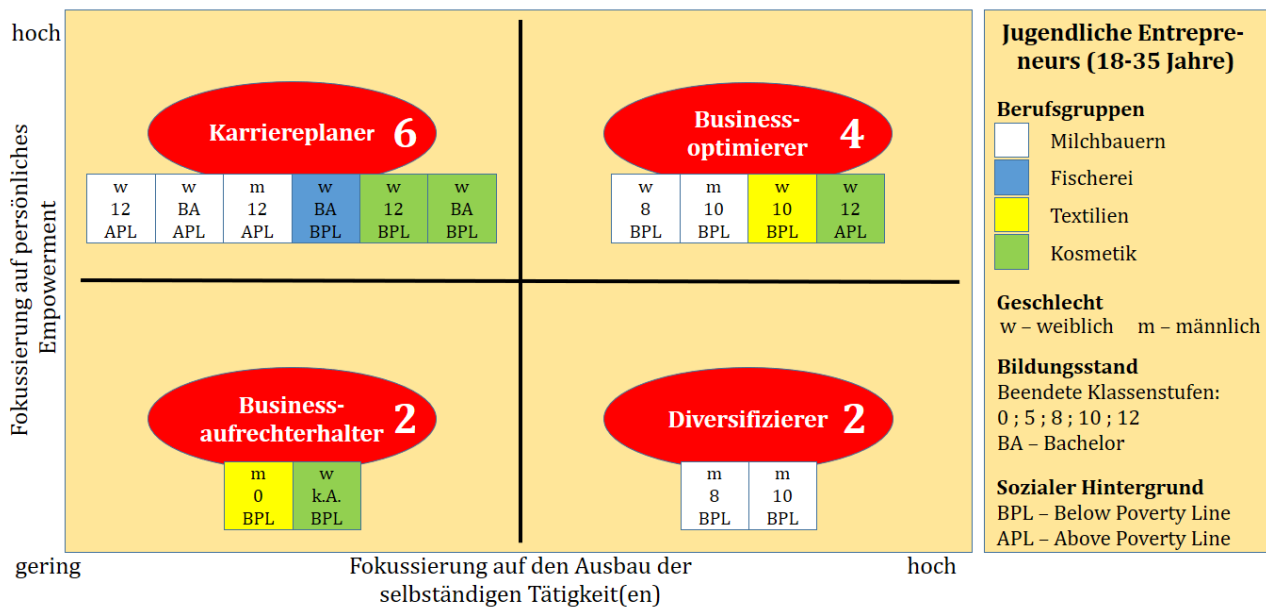 hoch
Fokussierung auf persönliches
Empowerment
Karriereplaner 6
w w m w w w
12 BA 12 BA 12 BA
APL APL APL BPL BPL BPL
Business-
optimierer 4
w m w w
8 10 10 12
BPL BPL BPL APL
Business-
aufrechterhalter 2
m w
0 k.A.
BPL BPL
Diversifizierer 2
m m
8 10
BPL BPL
gering
Fokussierung auf den Ausbau der
selbständigen Tätigkeit(en)
hoch
Jugendliche Entrepre-
neurs (18-35 Jahre)
Berufsgruppen
Milchbauern
Fischerei
Textilien
Kosmetik
Geschlecht
w – weiblich m – männlich
Bildungsstand
Beendete Klassenstufen:
0 ; 5 ; 8 ; 10 ; 12
BA – Bachelor
Sozialer Hintergrund
BPL – Below Poverty Line
APL – Above Poverty Line